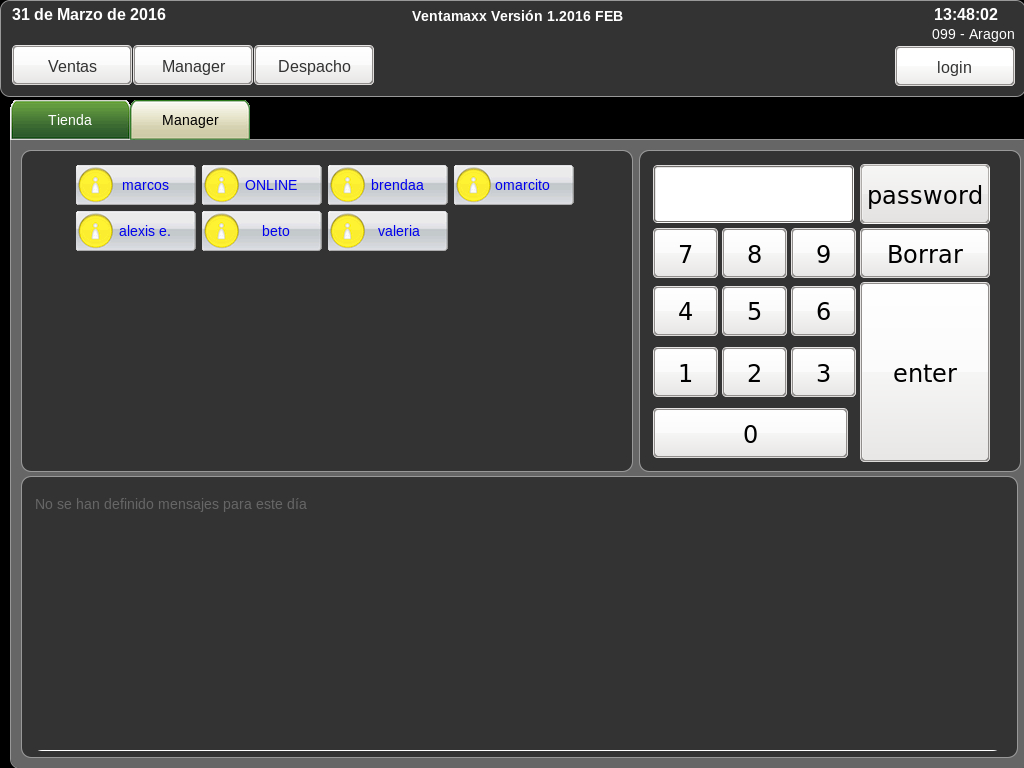 31 de Marzo de 2016
Ventamaxx Versión 1.2016 FEB
13:48:02
099 - Aragon
Ventas
Manager
Despacho
login
Tienda
Manager
marcos
ONLINE
brendaa
omarcito
alexis e.
beto
valeria
password
7
8
9
Borrar
4
5
6
1
2
3
enter
0
No se han definido mensajes para este día